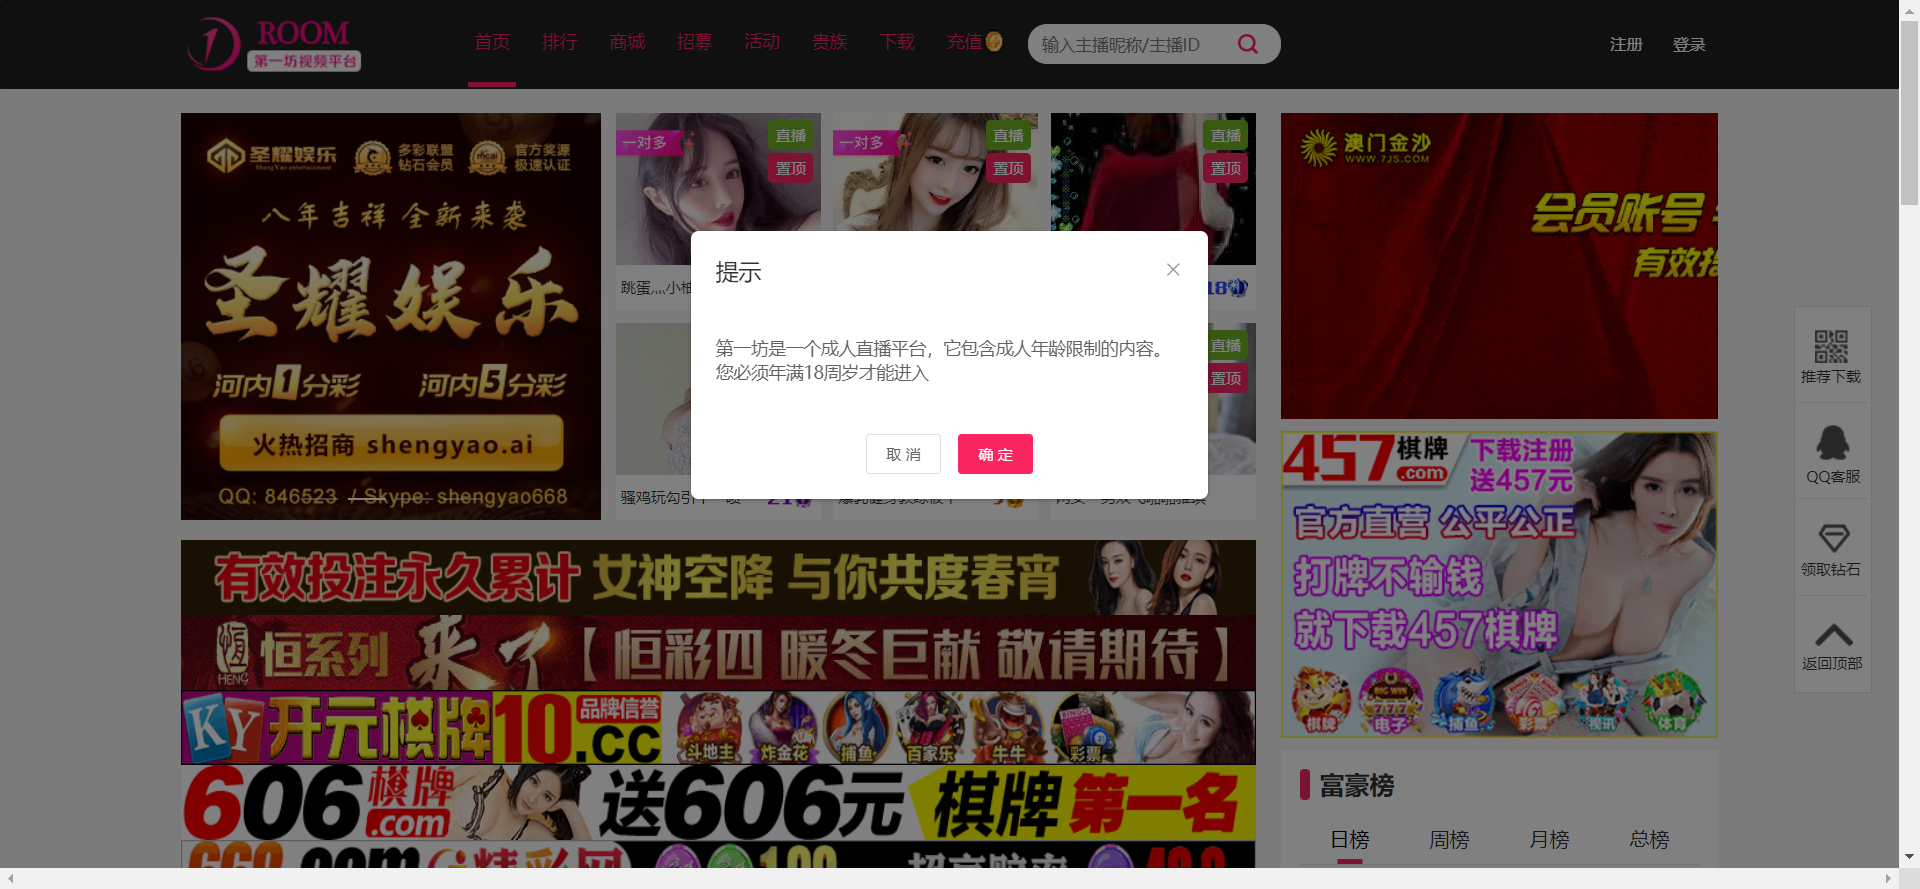 ROOM
第一坊视频平台
首页
排行
商城
招募
活动
贵族
下载
充值
输入主播昵称/主播ID
注册
登录
圣耀娱乐
ShengYao entertainment
多彩联盟
钻石会员
官方奖源
极速认证
八年吉祥 全新来袭
圣耀娱乐
河内1分彩
河内5分彩
火热招商 shengyao.ai
QQ: 846523
Skype: shengyao668
一对多
直播
置顶
一对多
直播
置顶
直播
置顶
跳蛋灬小柚
18
直播
置顶
提示
第一坊是一个成人直播平台，它包含成人年龄限制的内容。
您必须年满18周岁才能进入
取 消
确 定
澳门金沙
WWW.7JS.COM
会员账号
457棋牌
.com
下载注册
送457元
官方直营 公平公正
打牌不输钱
就下载457棋牌
棋牌
BIG WIN
777
电子
捕鱼
彩票
视讯
体育
推荐下载
QQ客服
领取钻石
返回顶部
有效投注永久累计 女神空降 与你共度春宵
恒
HENG
恒系列 来了【恒彩四 暖冬巨献 敬请期待】
KY 开元棋牌10.cc
品牌信誉
斗地主
炸金花
捕鱼
百家乐
牛牛
BINGO
彩票
606棋牌
.com
送606元
棋牌第一名
富豪榜
日榜
周榜
月榜
总榜